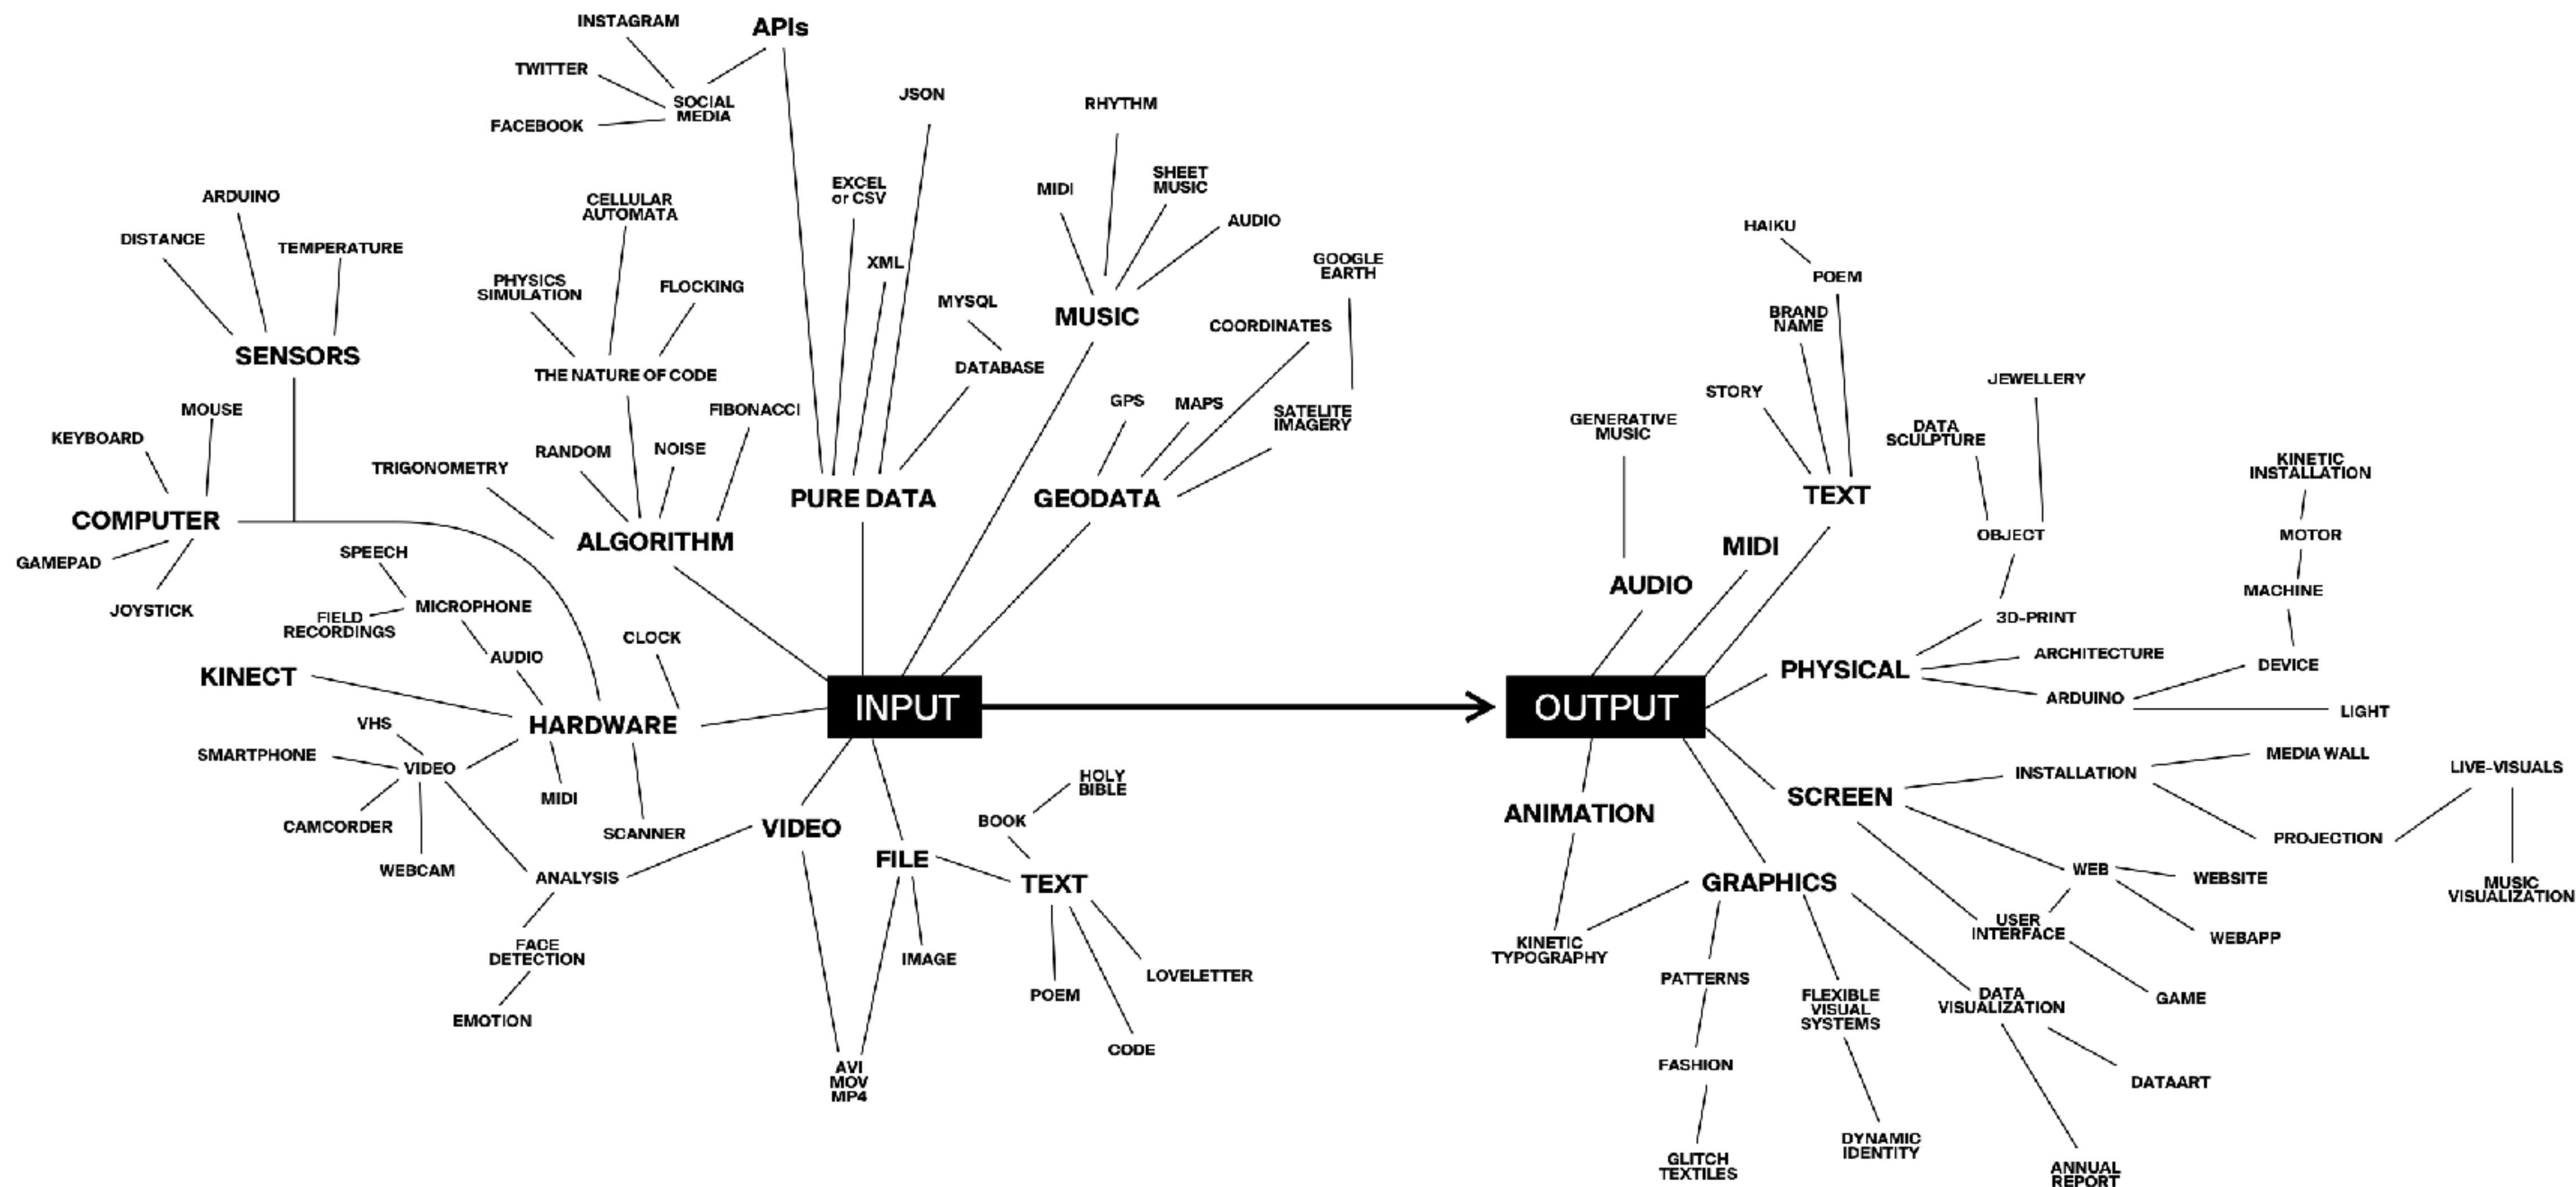 INSTAGRAM
APIs
TWITTER
SOCIAL
MEDIA
FACEBOOK
JSON
RHYTHM
EXCEL
or CSV
MIDI
SHEET
MUSIC
AUDIO
XML
ARDUINO
DISTANCE
TEMPERATURE
SENSORS
CELLULAR
AUTOMATA
PHYSICS
SIMULATION
FLOCKING
THE NATURE OF CODE
FIBONACCI
RANDOM
NOISE
TRIGONOMETRY
ALGORITHM
MYSQL
DATABASE
PURE DATA
MUSIC
GOOGLE
EARTH
COORDINATES
GPS
MAPS
SATELITE
IMAGERY
GEODATA
MOUSE
KEYBOARD
COMPUTER
GAMEPAD
JOYSTICK
SPEECH
FIELD
RECORDINGS
MICROPHONE
AUDIO
CLOCK
KINECT
HARDWARE
VHS
SMARTPHONE
VIDEO
CAMCORDER
WEBCAM
MIDI
SCANNER
ANALYSIS
FACE
DETECTION
EMOTION
INPUT
VIDEO
FILE
HOLY
BIBLE
BOOK
TEXT
IMAGE
POEM
LOVELETTER
CODE
AVI
MOV
MP4
OUTPUT
HAIKU
POEM
BRAND
NAME
STORY
TEXT
GENERATIVE
MUSIC
AUDIO
MIDI
JEWELLERY
DATA
SCULPTURE
OBJECT
3D-PRINT
KINETIC
INSTALLATION
MOTOR
MACHINE
DEVICE
PHYSICAL
ARCHITECTURE
ARDUINO
LIGHT
SCREEN
INSTALLATION
MEDIA WALL
LIVE-VISUALS
PROJECTION
MUSIC
VISUALIZATION
WEB
WEBSITE
WEBAPP
USER
INTERFACE
GAME
ANIMATION
GRAPHICS
KINETIC
TYPOGRAPHY
PATTERNS
FASHION
GLITCH
TEXTILES
FLEXIBLE
VISUAL
SYSTEMS
DYNAMIC
IDENTITY
DATA
VISUALIZATION
DATAART
ANNUAL
REPORT